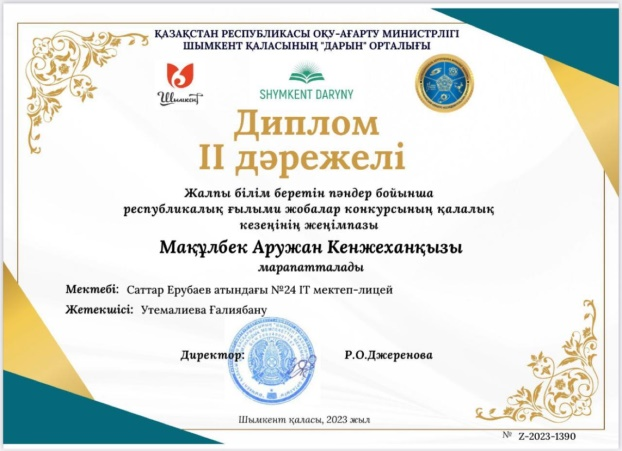 ҚАЗАҚСТАН РЕСПУБЛИКАСЫ ОҚУ-АҒАРТУ МИНИСТРЛІГІ
ШЫМКЕНТ ҚАЛАСЫНЫҢ "ДАРЫН" ОРТАЛЫҒЫ
Шымкент
SHYMKENT DARYNY
Диплом
II дәрежелі
Жалпы білім беретін пәндер бойынша
республикалық ғылыми жобалар конкурсының қалалық
кезеңінің жеңімпазы
Мақұлбек Аружан Кенжеханқызы
марапатталады
Мектебі: Саттар Ерубаев атындағы №24 IT мектеп-лицей
Жетекшісі: Утемалиева Ғалиябану
Директор: Р.О.Джеренова
Шымкент қаласы, 2023 жыл
№ Z-2023-1390